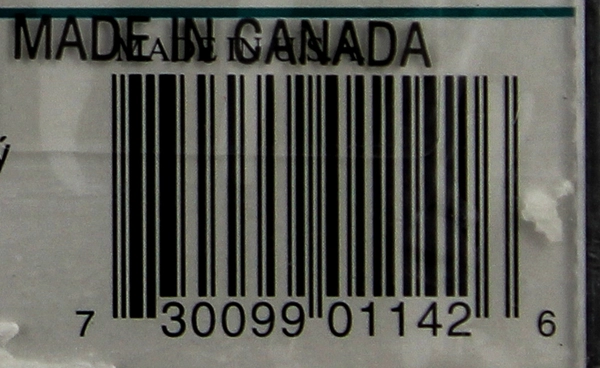 MADE IN CANADA
MADE IN U.S.A.
7 30099 01142 6